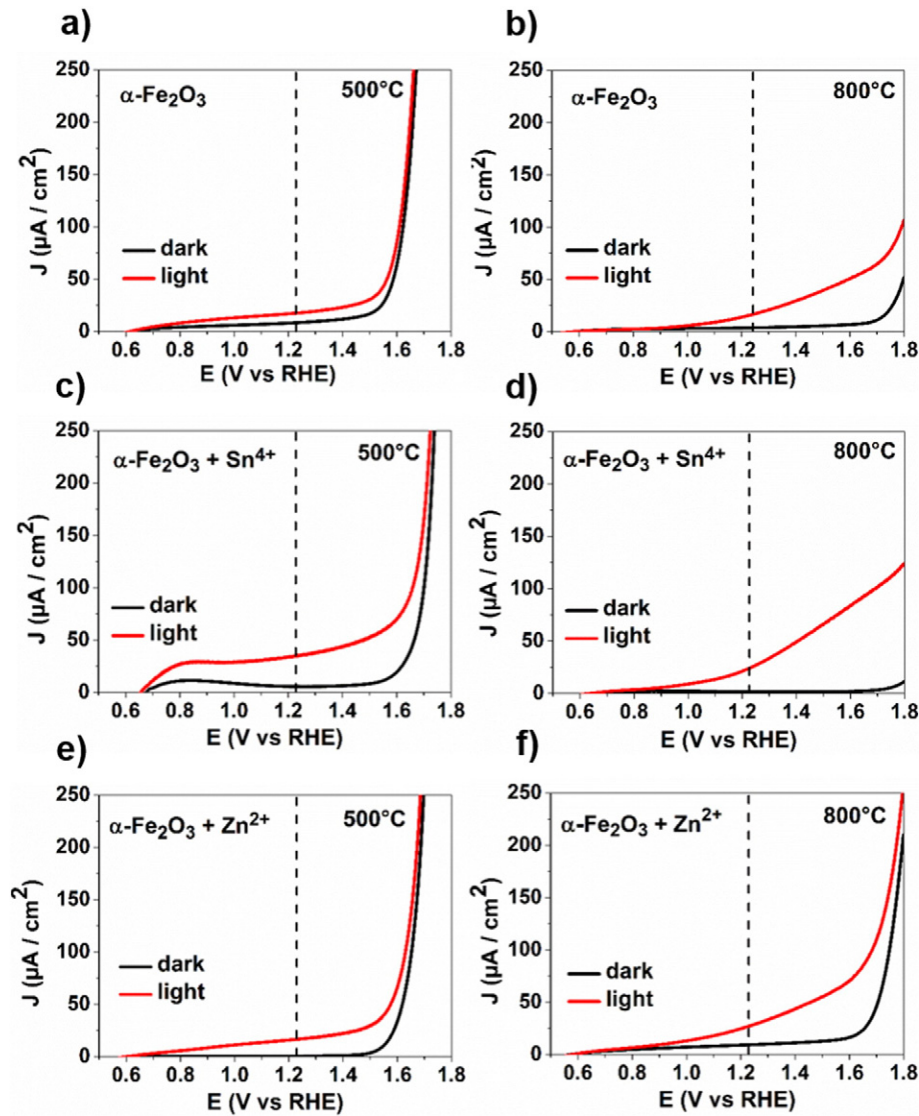 a)
α-Fe2O3
500°C
dark
light
J (µA / cm²)
250
200
150
100
50
0
0.6 0.8 1.0 1.2 1.4 1.6 1.8
E (V vs RHE)
b)
α-Fe2O3
800°C
dark
light
J (µA / cm²)
250
200
150
100
50
0
0.6 0.8 1.0 1.2 1.4 1.6 1.8
E (V vs RHE)
c)
α-Fe2O3 + Sn4+
500°C
dark
light
J (µA / cm²)
250
200
150
100
50
0
0.6 0.8 1.0 1.2 1.4 1.6 1.8
E (V vs RHE)
d)
α-Fe2O3 + Sn4+
800°C
dark
light
J (µA / cm²)
250
200
150
100
50
0
0.6 0.8 1.0 1.2 1.4 1.6 1.8
E (V vs RHE)
e)
α-Fe2O3 + Zn2+
500°C
dark
light
J (µA / cm²)
250
200
150
100
50
0
0.6 0.8 1.0 1.2 1.4 1.6 1.8
E (V vs RHE)
f)
α-Fe2O3 + Zn2+
800°C
dark
light
J (µA / cm²)
250
200
150
100
50
0
0.6 0.8 1.0 1.2 1.4 1.6 1.8
E (V vs RHE)